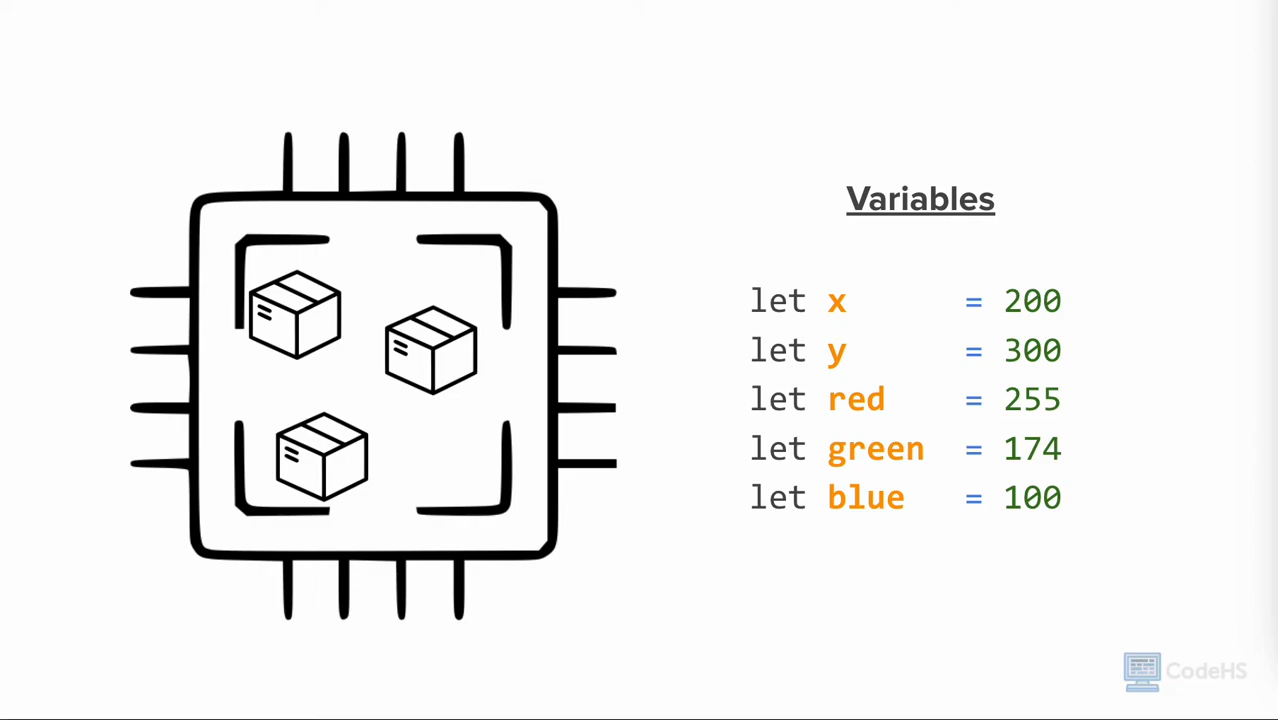 Variables
let x = 200
let y = 300
let red = 255
let green = 174
let blue = 100
CodeHS